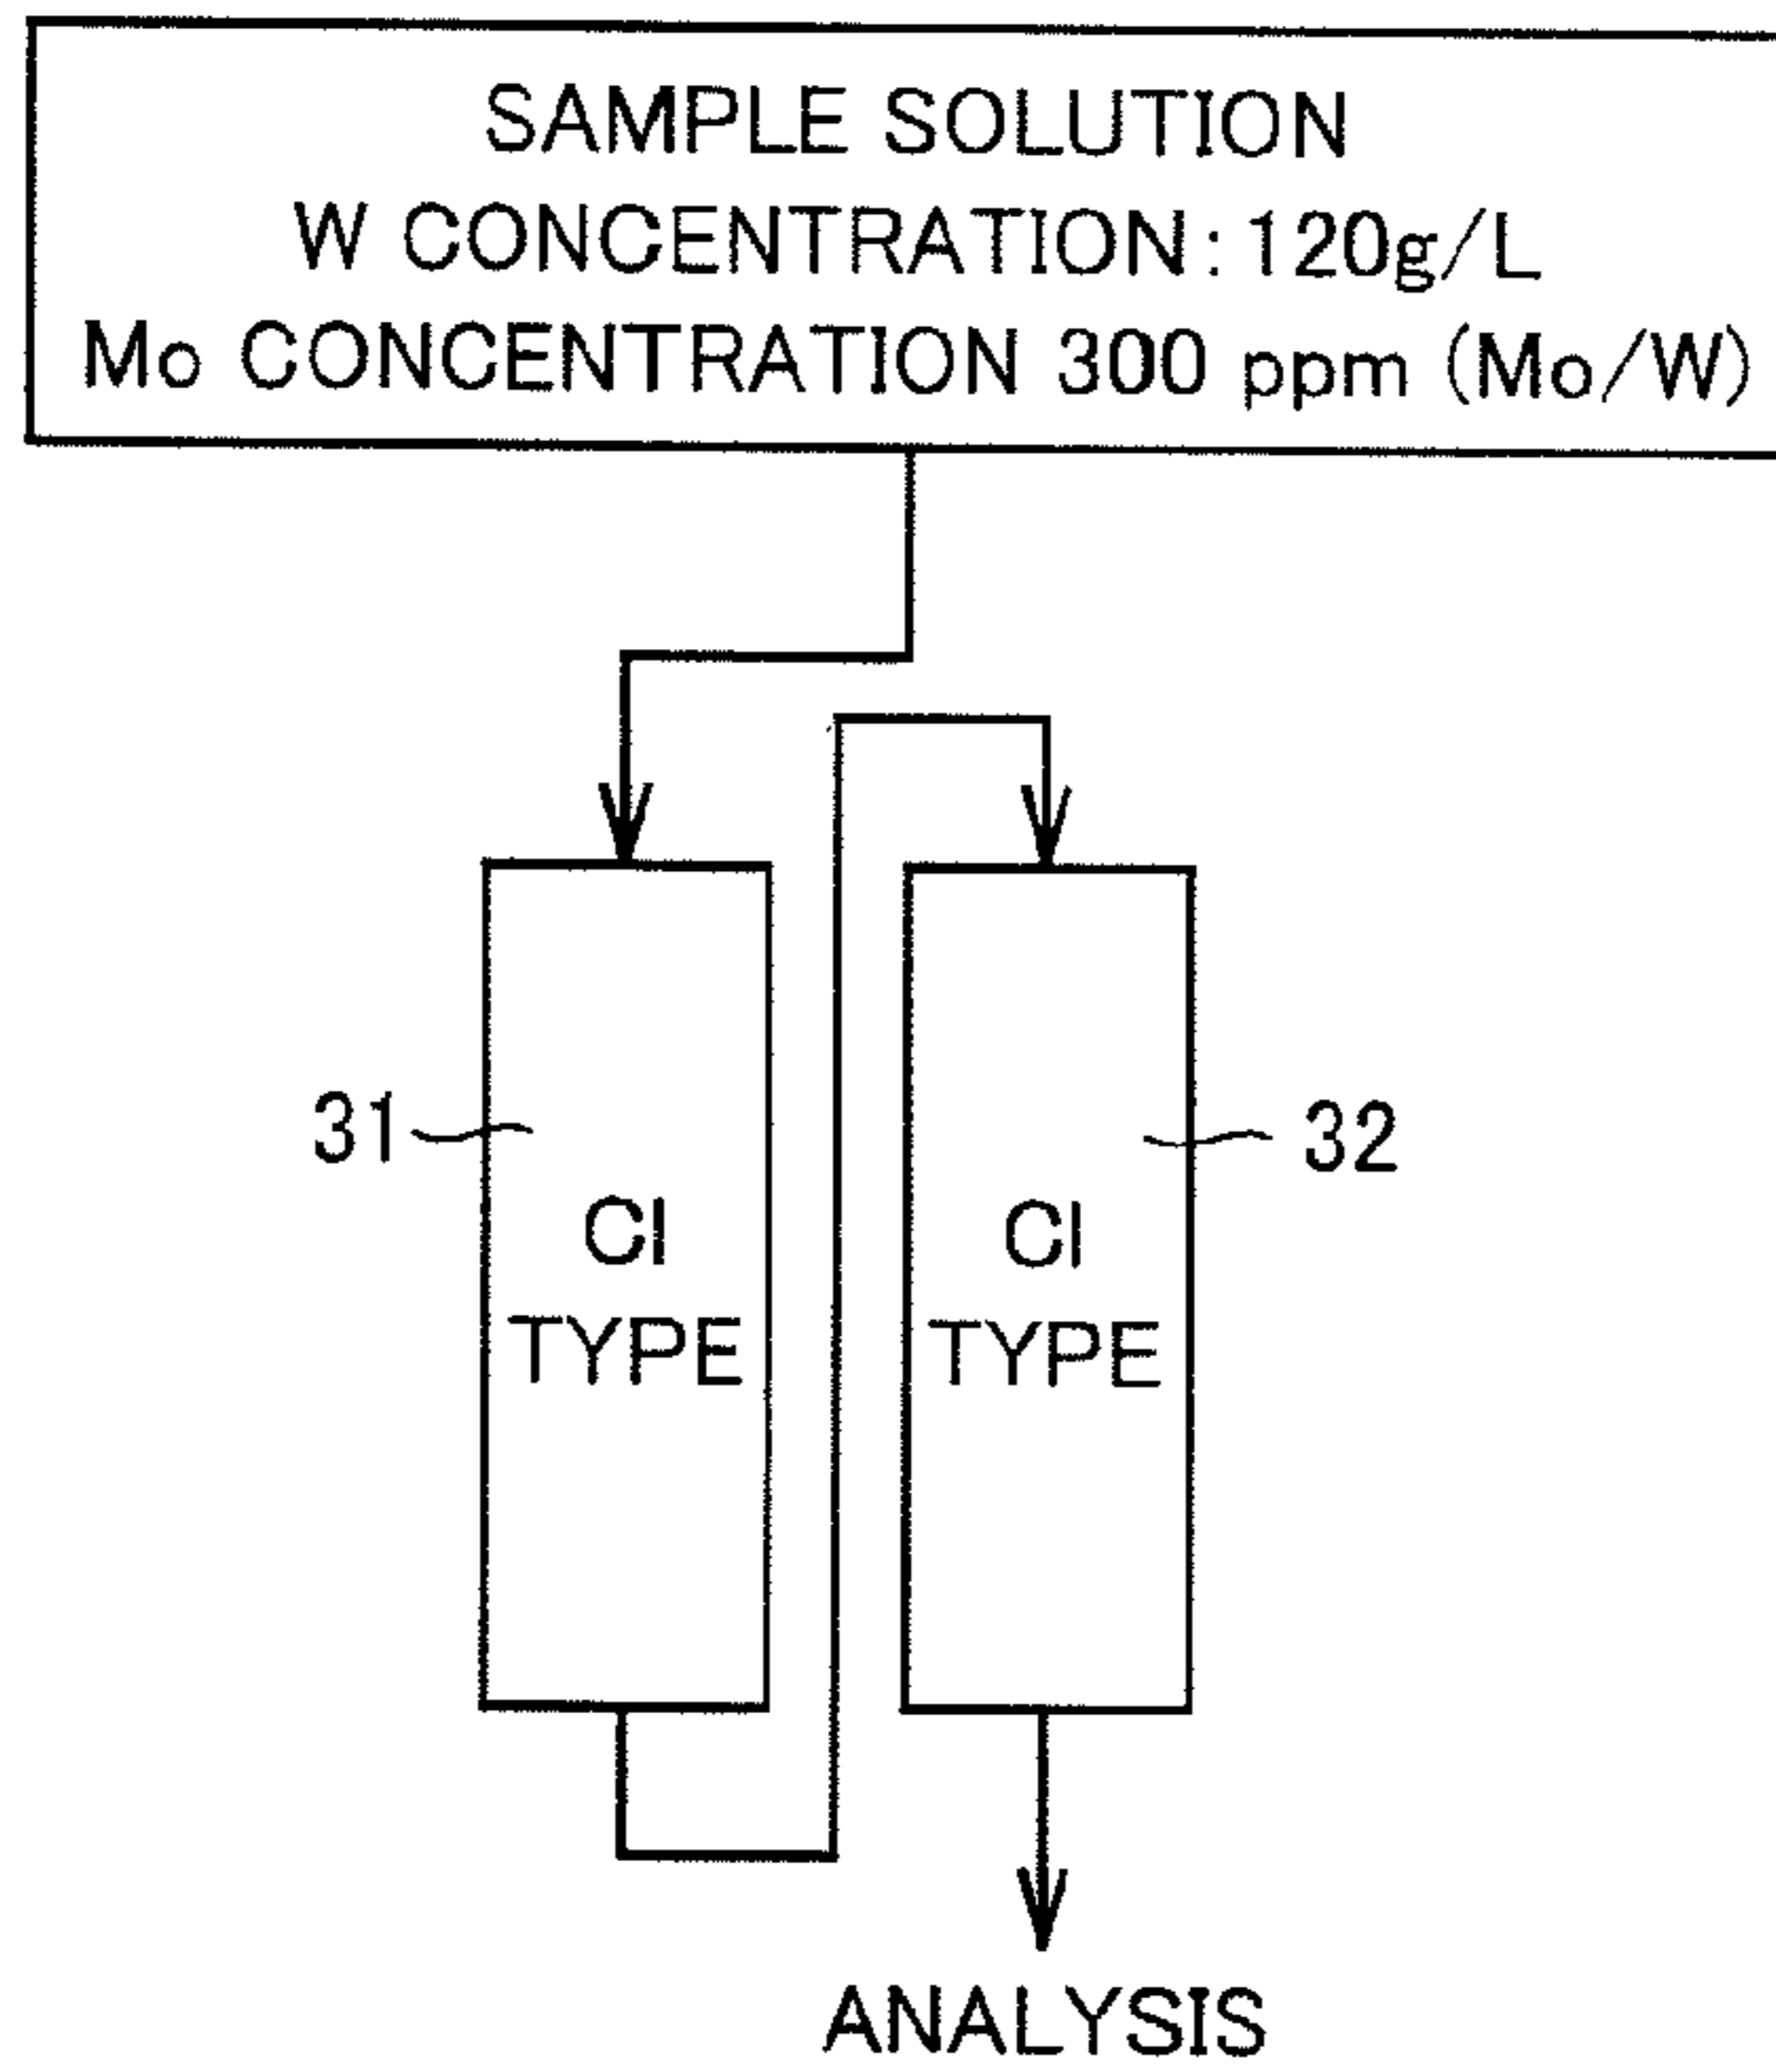 SAMPLE SOLUTION
W CONCENTRATION: 120g/L
Mo CONCENTRATION 300 ppm (Mo/W)
31
Cl
TYPE
Cl
TYPE
32
ANALYSIS